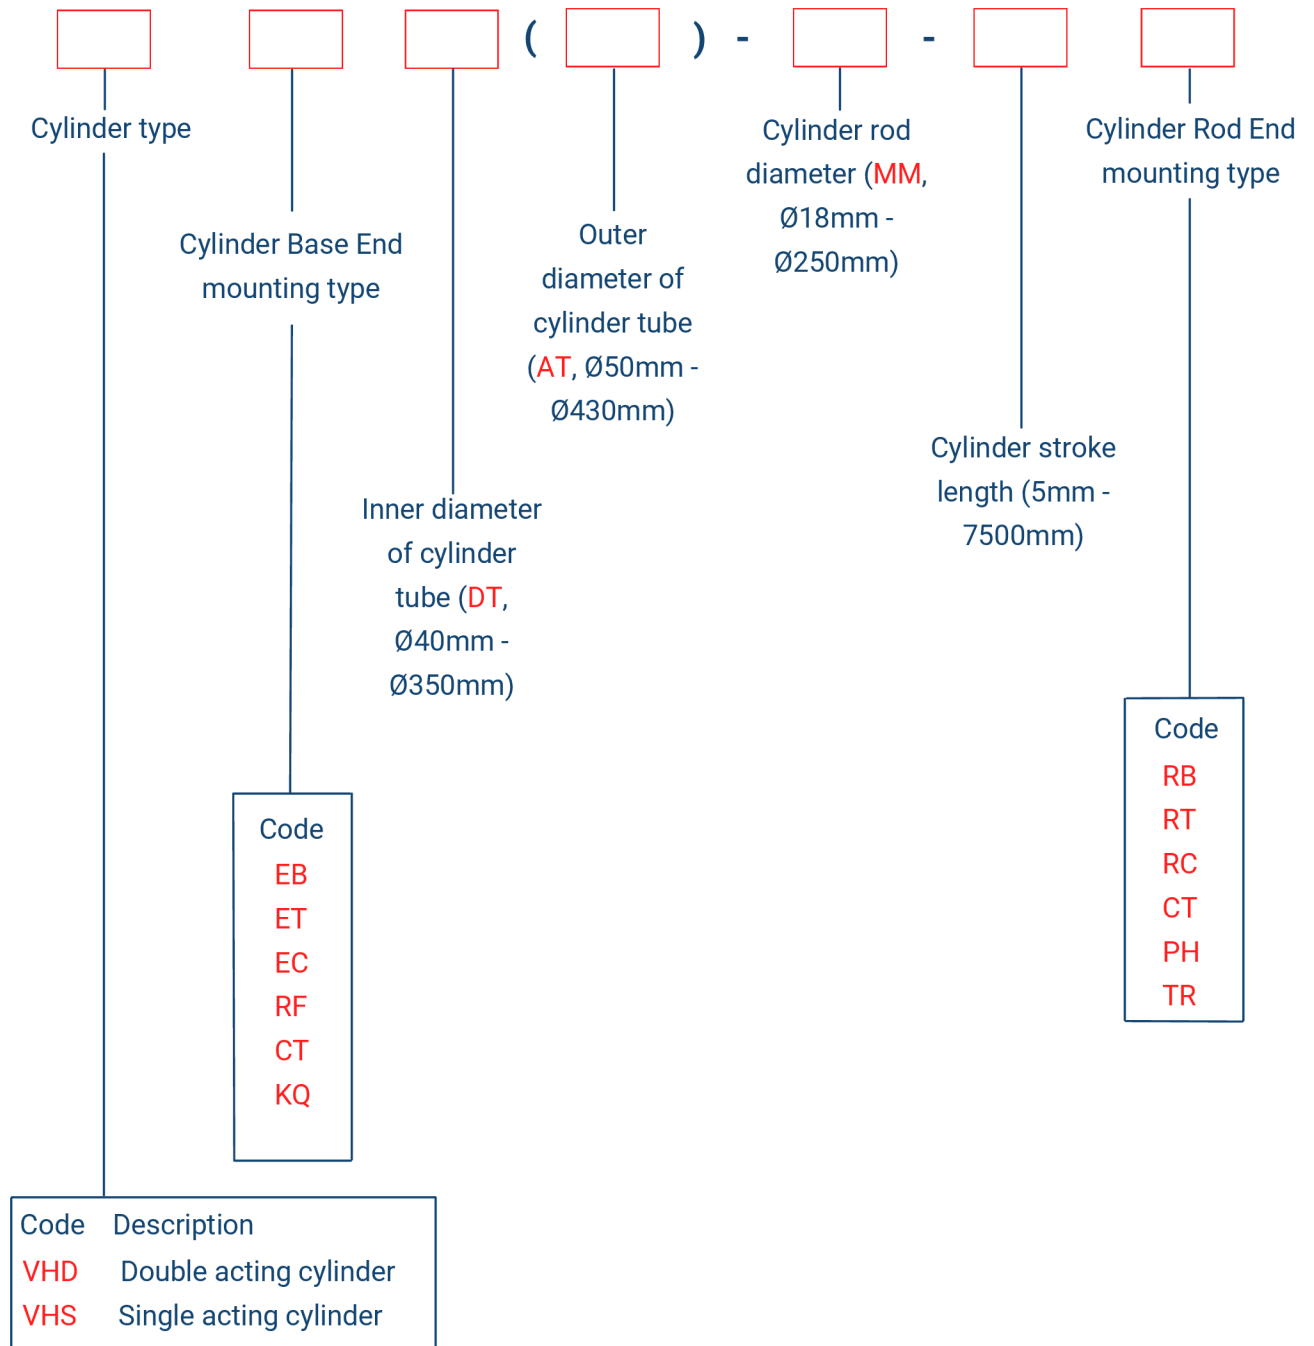 ( ) - -
Cylinder type
Cylinder Base End
mounting type
Inner diameter
of cylinder
tube (DT,
Ø40mm -
Ø350mm)
Outer
diameter of
cylinder tube
(AT, Ø50mm -
Ø430mm)
Cylinder rod
diameter (MM,
Ø18mm -
Ø250mm)
Cylinder stroke
length (5mm -
7500mm)
Cylinder Rod End
mounting type
Code
EB
ET
EC
RF
CT
KQ
Code
RB
RT
RC
CT
PH
TR
Code Description
VHD Double acting cylinder
VHS Single acting cylinder